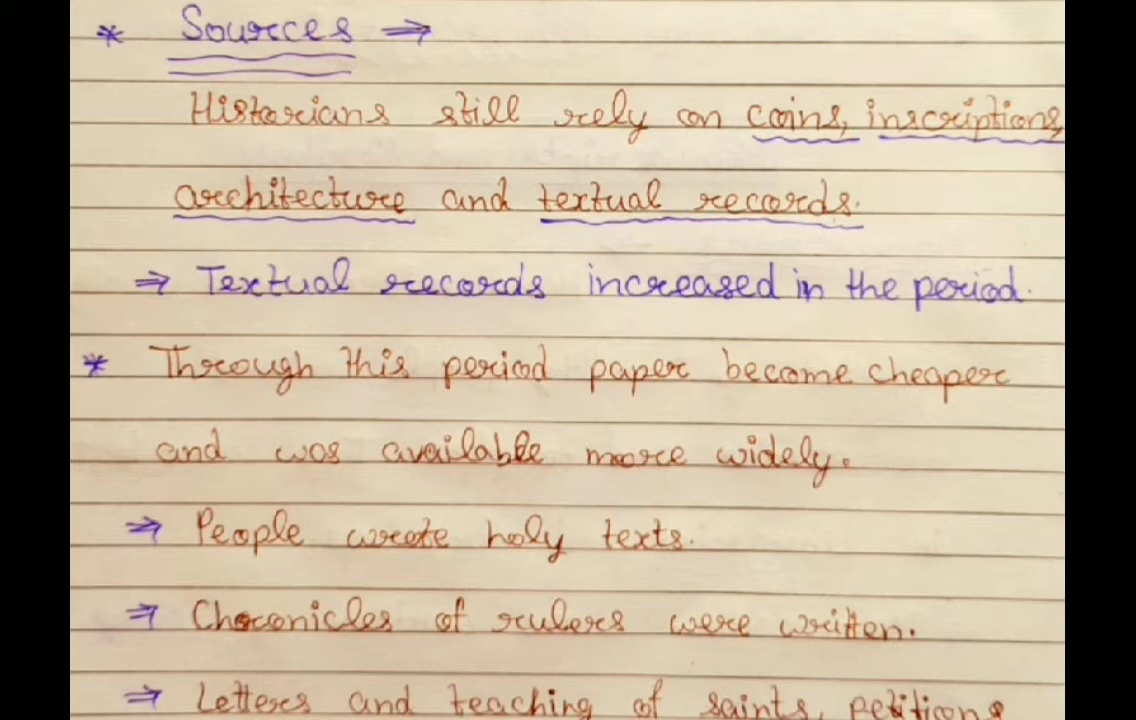 * Sources ⇒
Historians still rely on coins, inscriptions,
architecture and textual records.
⇒ Textual records increased in the period.
* Through this period paper become cheaper
and was available more widely.
⇒ People wrote holy texts.
⇒ Chronicles of rulers were written.
⇒ Letters and teaching of saints, petitions